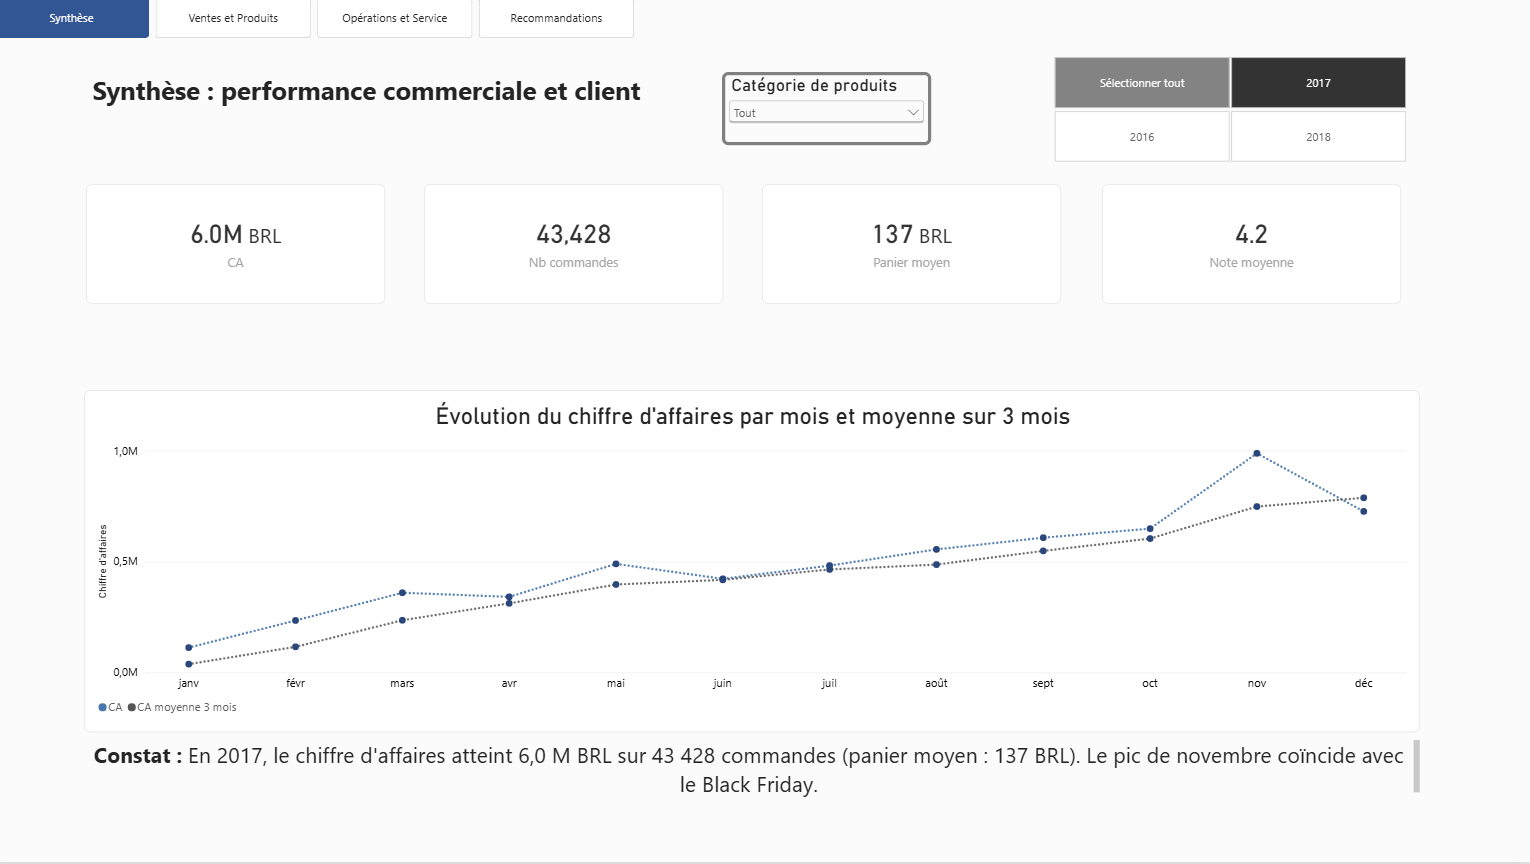 Synthèse
Ventes et Produits
Opérations et Service
Recommandations
Synthèse : performance commerciale et client
Catégorie de produits
Tout
Sélectionner tout
2017
2016
2018
6.0M BRL
CA
43,428
Nb commandes
137 BRL
Panier moyen
4.2
Note moyenne
Évolution du chiffre d'affaires par mois et moyenne sur 3 mois
Chiffre d'affaires
1,0M
0,5M
0,0M
janv
févr
mars
avr
mai
juin
juil
août
sept
oct
nov
déc
CA
CA moyenne 3 mois
Constat : En 2017, le chiffre d'affaires atteint 6,0 M BRL sur 43 428 commandes (panier moyen : 137 BRL). Le pic de novembre coïncide avec
le Black Friday.